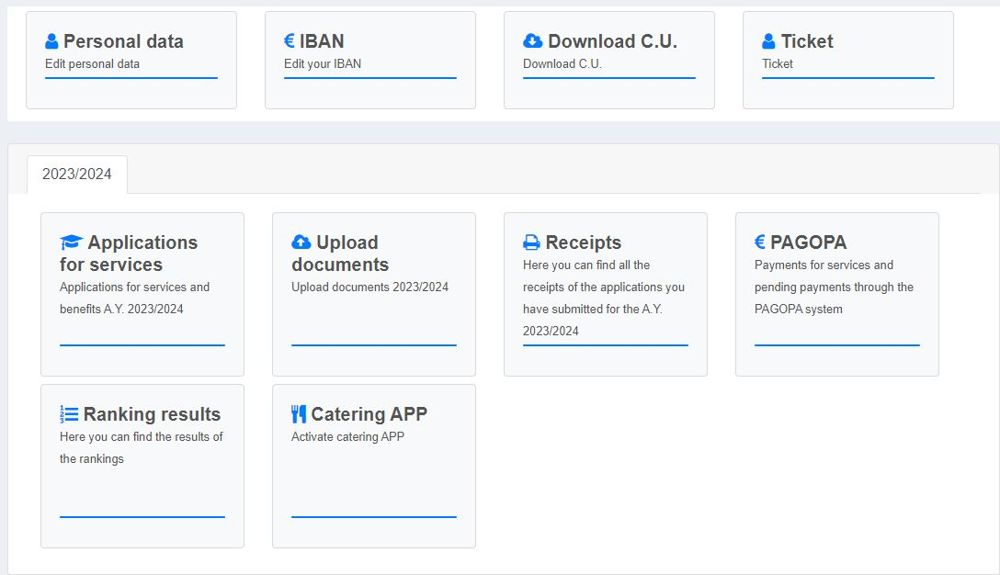 Personal data
Edit personal data
€ IBAN
Edit your IBAN
Download C.U.
Download C.U.
Ticket
Ticket
2023/2024
Applications
for services
Applications for services and
benefits A.Y. 2023/2024
Upload
documents
Upload documents 2023/2024
Receipts
Here you can find all the
receipts of the applications you
have submitted for the A.Y.
2023/2024
€ PAGOPA
Payments for services and
pending payments through the
PAGOPA system
Ranking results
Here you can find the results of
the rankings
Catering APP
Activate catering APP